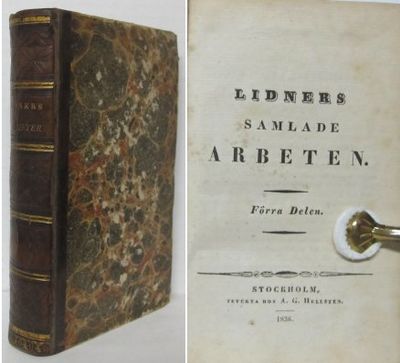 LIDNERS
SAMLADE
ARBETEN.
Förra Delen.
STOCKHOLM,
TRYCKTA HOS A. G. HELLSTEN.
1836.